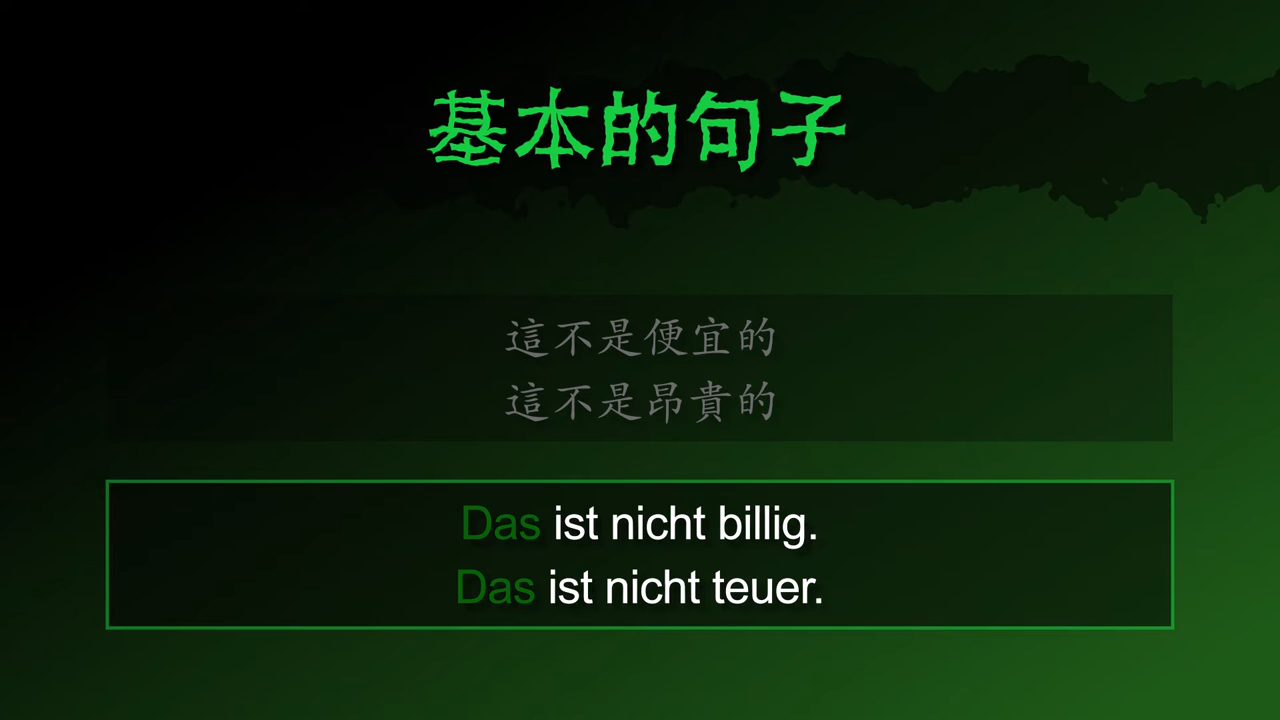 基本的句子
這不是便宜的
這不是昂貴的
Das ist nicht billig.
Das ist nicht teuer.